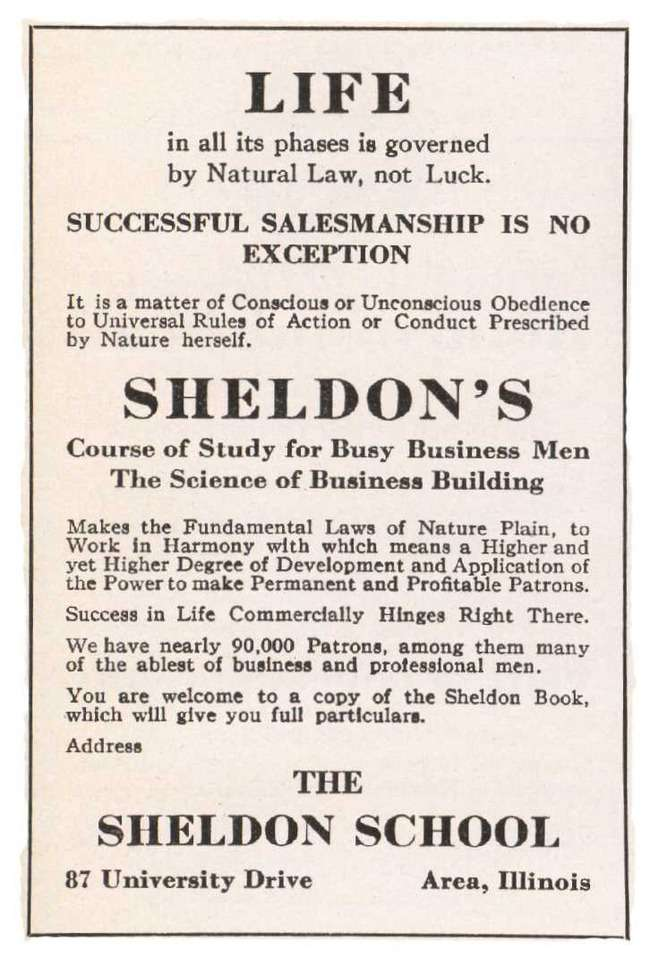 LIFE
in all its phases is governed
by Natural Law, not Luck.
SUCCESSFUL SALESMANSHIP IS NO
EXCEPTION
It is a matter of Conscious or Unconscious Obedience
to Universal Rules of Action or Conduct Prescribed
by Nature herself.
SHELDON'S
Course of Study for Busy Business Men
The Science of Business Building
Makes the Fundamental Laws of Nature Plain, to
Work in Harmony with which means a Higher and
yet Higher Degree of Development and Application of
the Power to make Permanent and Profitable Patrons.
Success in Life Commercially Hinges Right There.
We have nearly 90,000 Patrons, among them many
of the ablest of business and professional men.
You are welcome to a copy of the Sheldon Book,
which will give you full particulars.
Address
THE
SHELDON SCHOOL
87 University Drive Area, Illinois